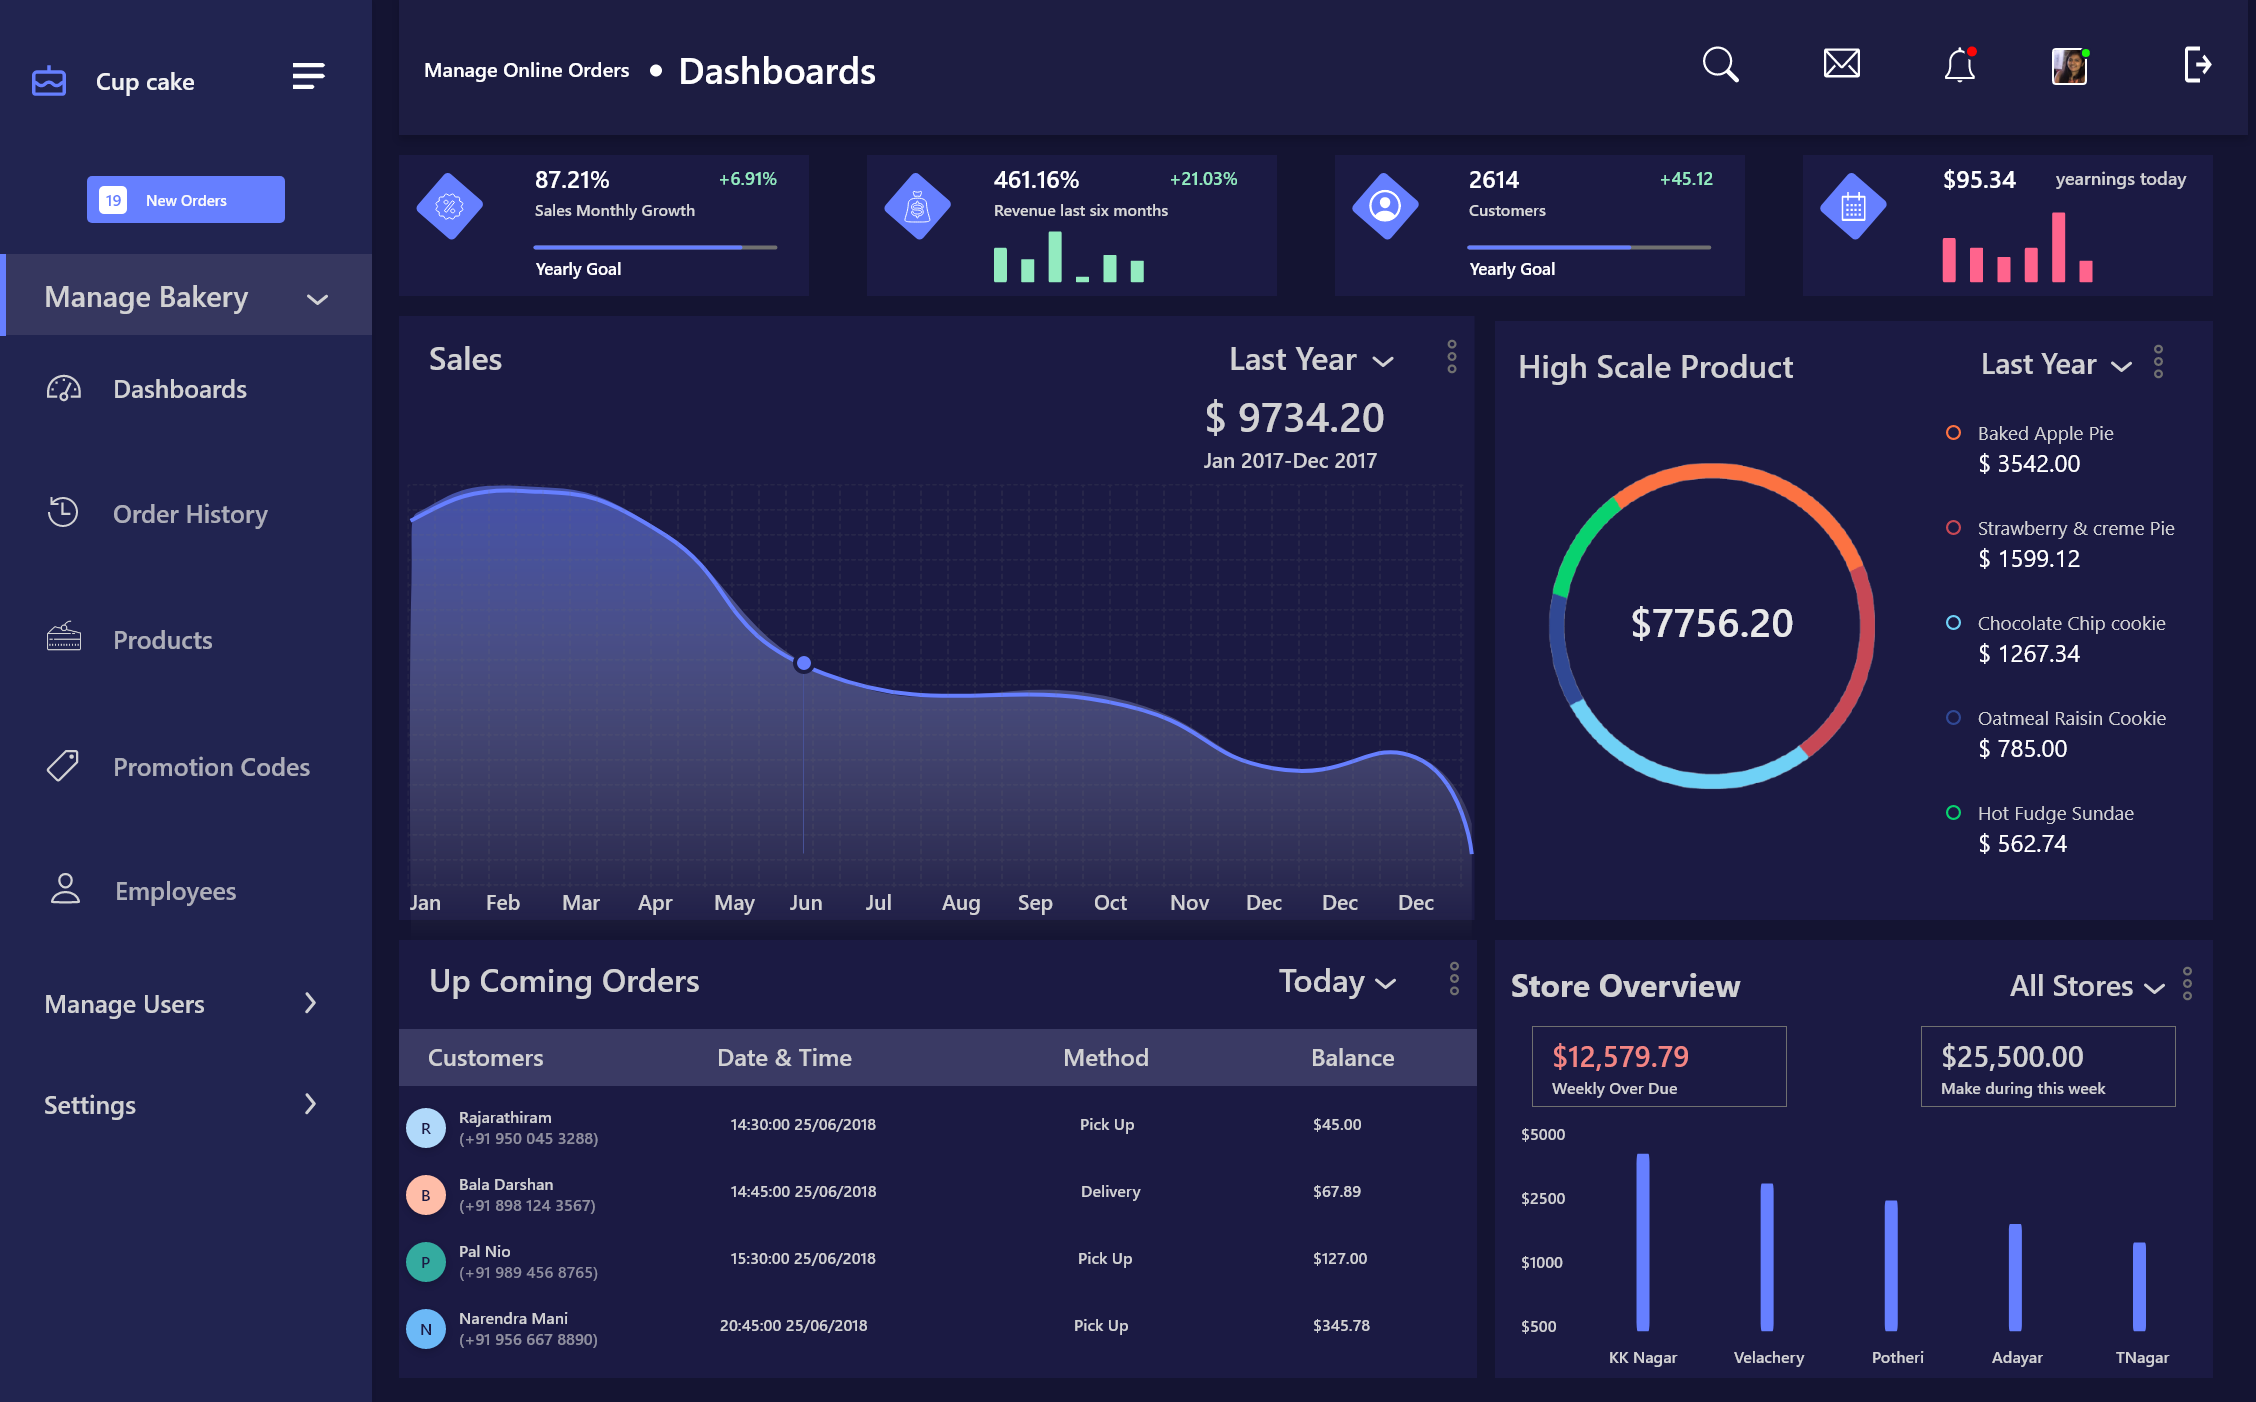 Cup cake
19 New Orders
Manage Bakery
Dashboards
Order History
Products
Promotion Codes
Employees
Manage Users
Settings
Manage Online Orders • Dashboards
87.21% +6.91%
Sales Monthly Growth
Yearly Goal
461.16% +21.03%
Revenue last six months
2614 +45.12
Customers
Yearly Goal
$95.34 yearnings today
Sales
Last Year
$ 9734.20
Jan 2017-Dec 2017
Jan Feb Mar Apr May Jun Jul Aug Sep Oct Nov Dec Dec Dec
High Scale Product
Last Year
$7756.20
Baked Apple Pie
$ 3542.00
Strawberry & creme Pie
$ 1599.12
Chocolate Chip cookie
$ 1267.34
Oatmeal Raisin Cookie
$ 785.00
Hot Fudge Sundae
$ 562.74
Up Coming Orders
Today
Customers Date & Time Method Balance
R Rajarathiram 14:30:00 25/06/2018 Pick Up $45.00
(+91 950 045 3288)
B Bala Darshan 14:45:00 25/06/2018 Delivery $67.89
(+91 898 124 3567)
P Pal Nio 15:30:00 25/06/2018 Pick Up $127.00
(+91 989 456 8765)
N Narendra Mani 20:45:00 25/06/2018 Pick Up $345.78
(+91 956 667 8890)
Store Overview
All Stores
$12,579.79
Weekly Over Due
$25,500.00
Make during this week
$5000
$2500
$1000
$500
KK Nagar Velachery Potheri Adayar TNagar